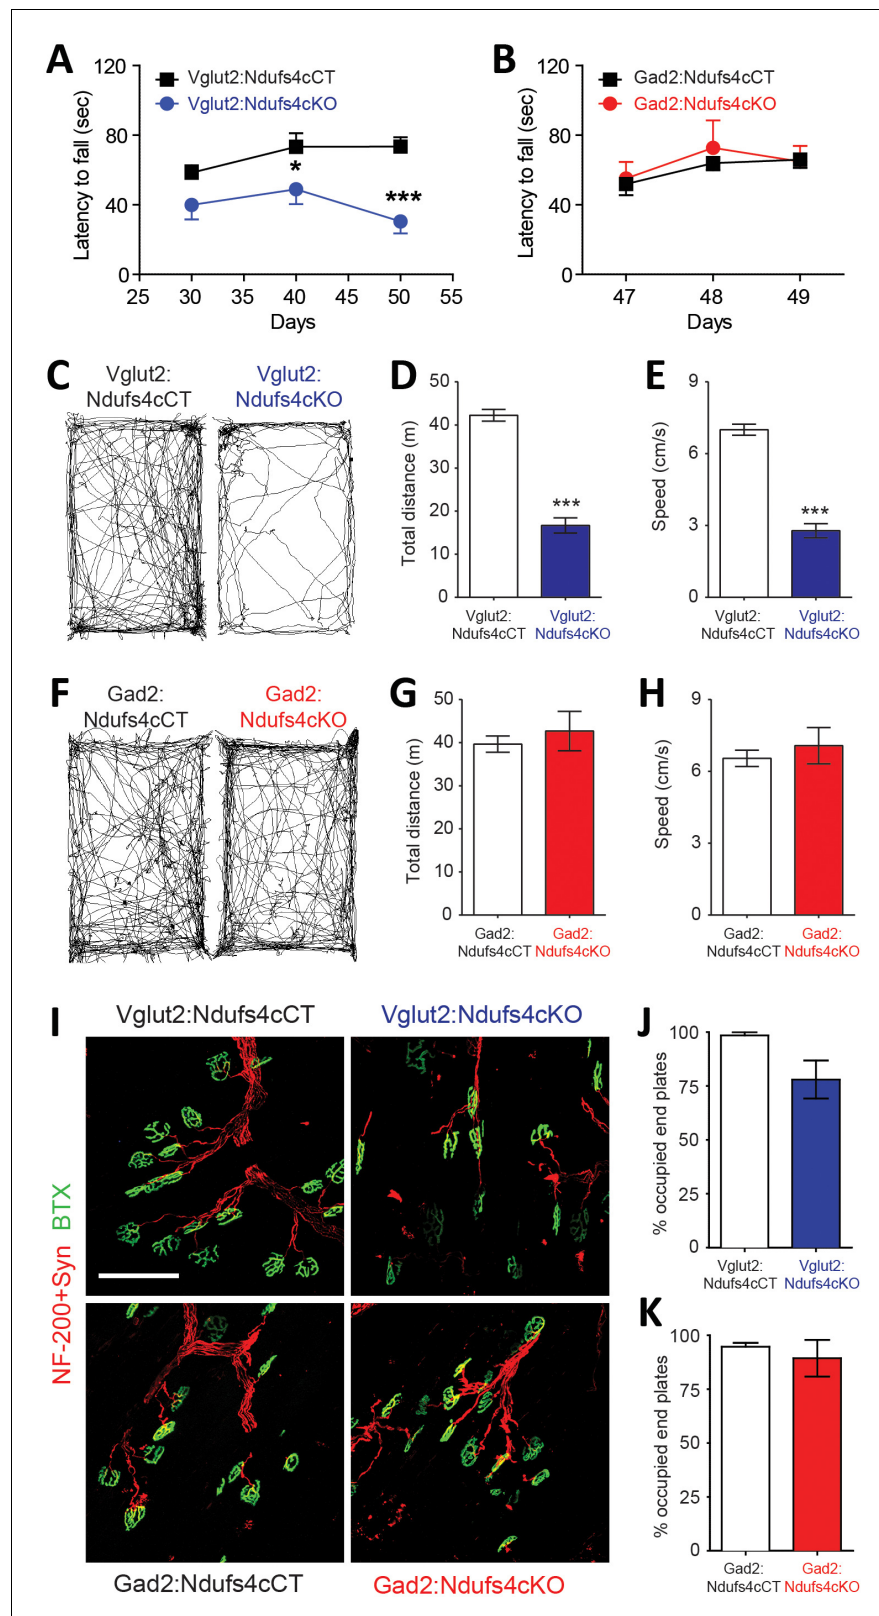 A
Latency to fall (sec)
120
80
40
0
Vglut2:Ndufs4cCT
Vglut2:Ndufs4cKO
*
***
25 30 35 40 45 50 55
Days
B
Latency to fall (sec)
120
80
40
0
Gad2:Ndufs4cCT
Gad2:Ndufs4cKO
47 48 49
Days
C
Vglut2:
Ndufs4cCT
Vglut2:
Ndufs4cKO
D
Total distance (m)
50
40
30
20
10
0
***
Vglut2:
Ndufs4cCT
Vglut2:
Ndufs4cKO
E
Speed (cm/s)
9
6
3
0
***
Vglut2:
Ndufs4cCT
Vglut2:
Ndufs4cKO
F
Gad2:
Ndufs4cCT
Gad2:
Ndufs4cKO
G
Total distance (m)
50
40
30
20
10
0
Gad2:
Ndufs4cCT
Gad2:
Ndufs4cKO
H
Speed (cm/s)
9
6
3
0
Gad2:
Ndufs4cCT
Gad2:
Ndufs4cKO
I
Vglut2:Ndufs4cCT
Vglut2:Ndufs4cKO
NF-200+Syn BTX
Gad2:Ndufs4cCT
Gad2:Ndufs4cKO
J
% occupied end plates
100
75
50
25
0
Vglut2:
Ndufs4cCT
Vglut2:
Ndufs4cKO
K
% occupied end plates
100
75
50
25
0
Gad2:
Ndufs4cCT
Gad2:
Ndufs4cKO